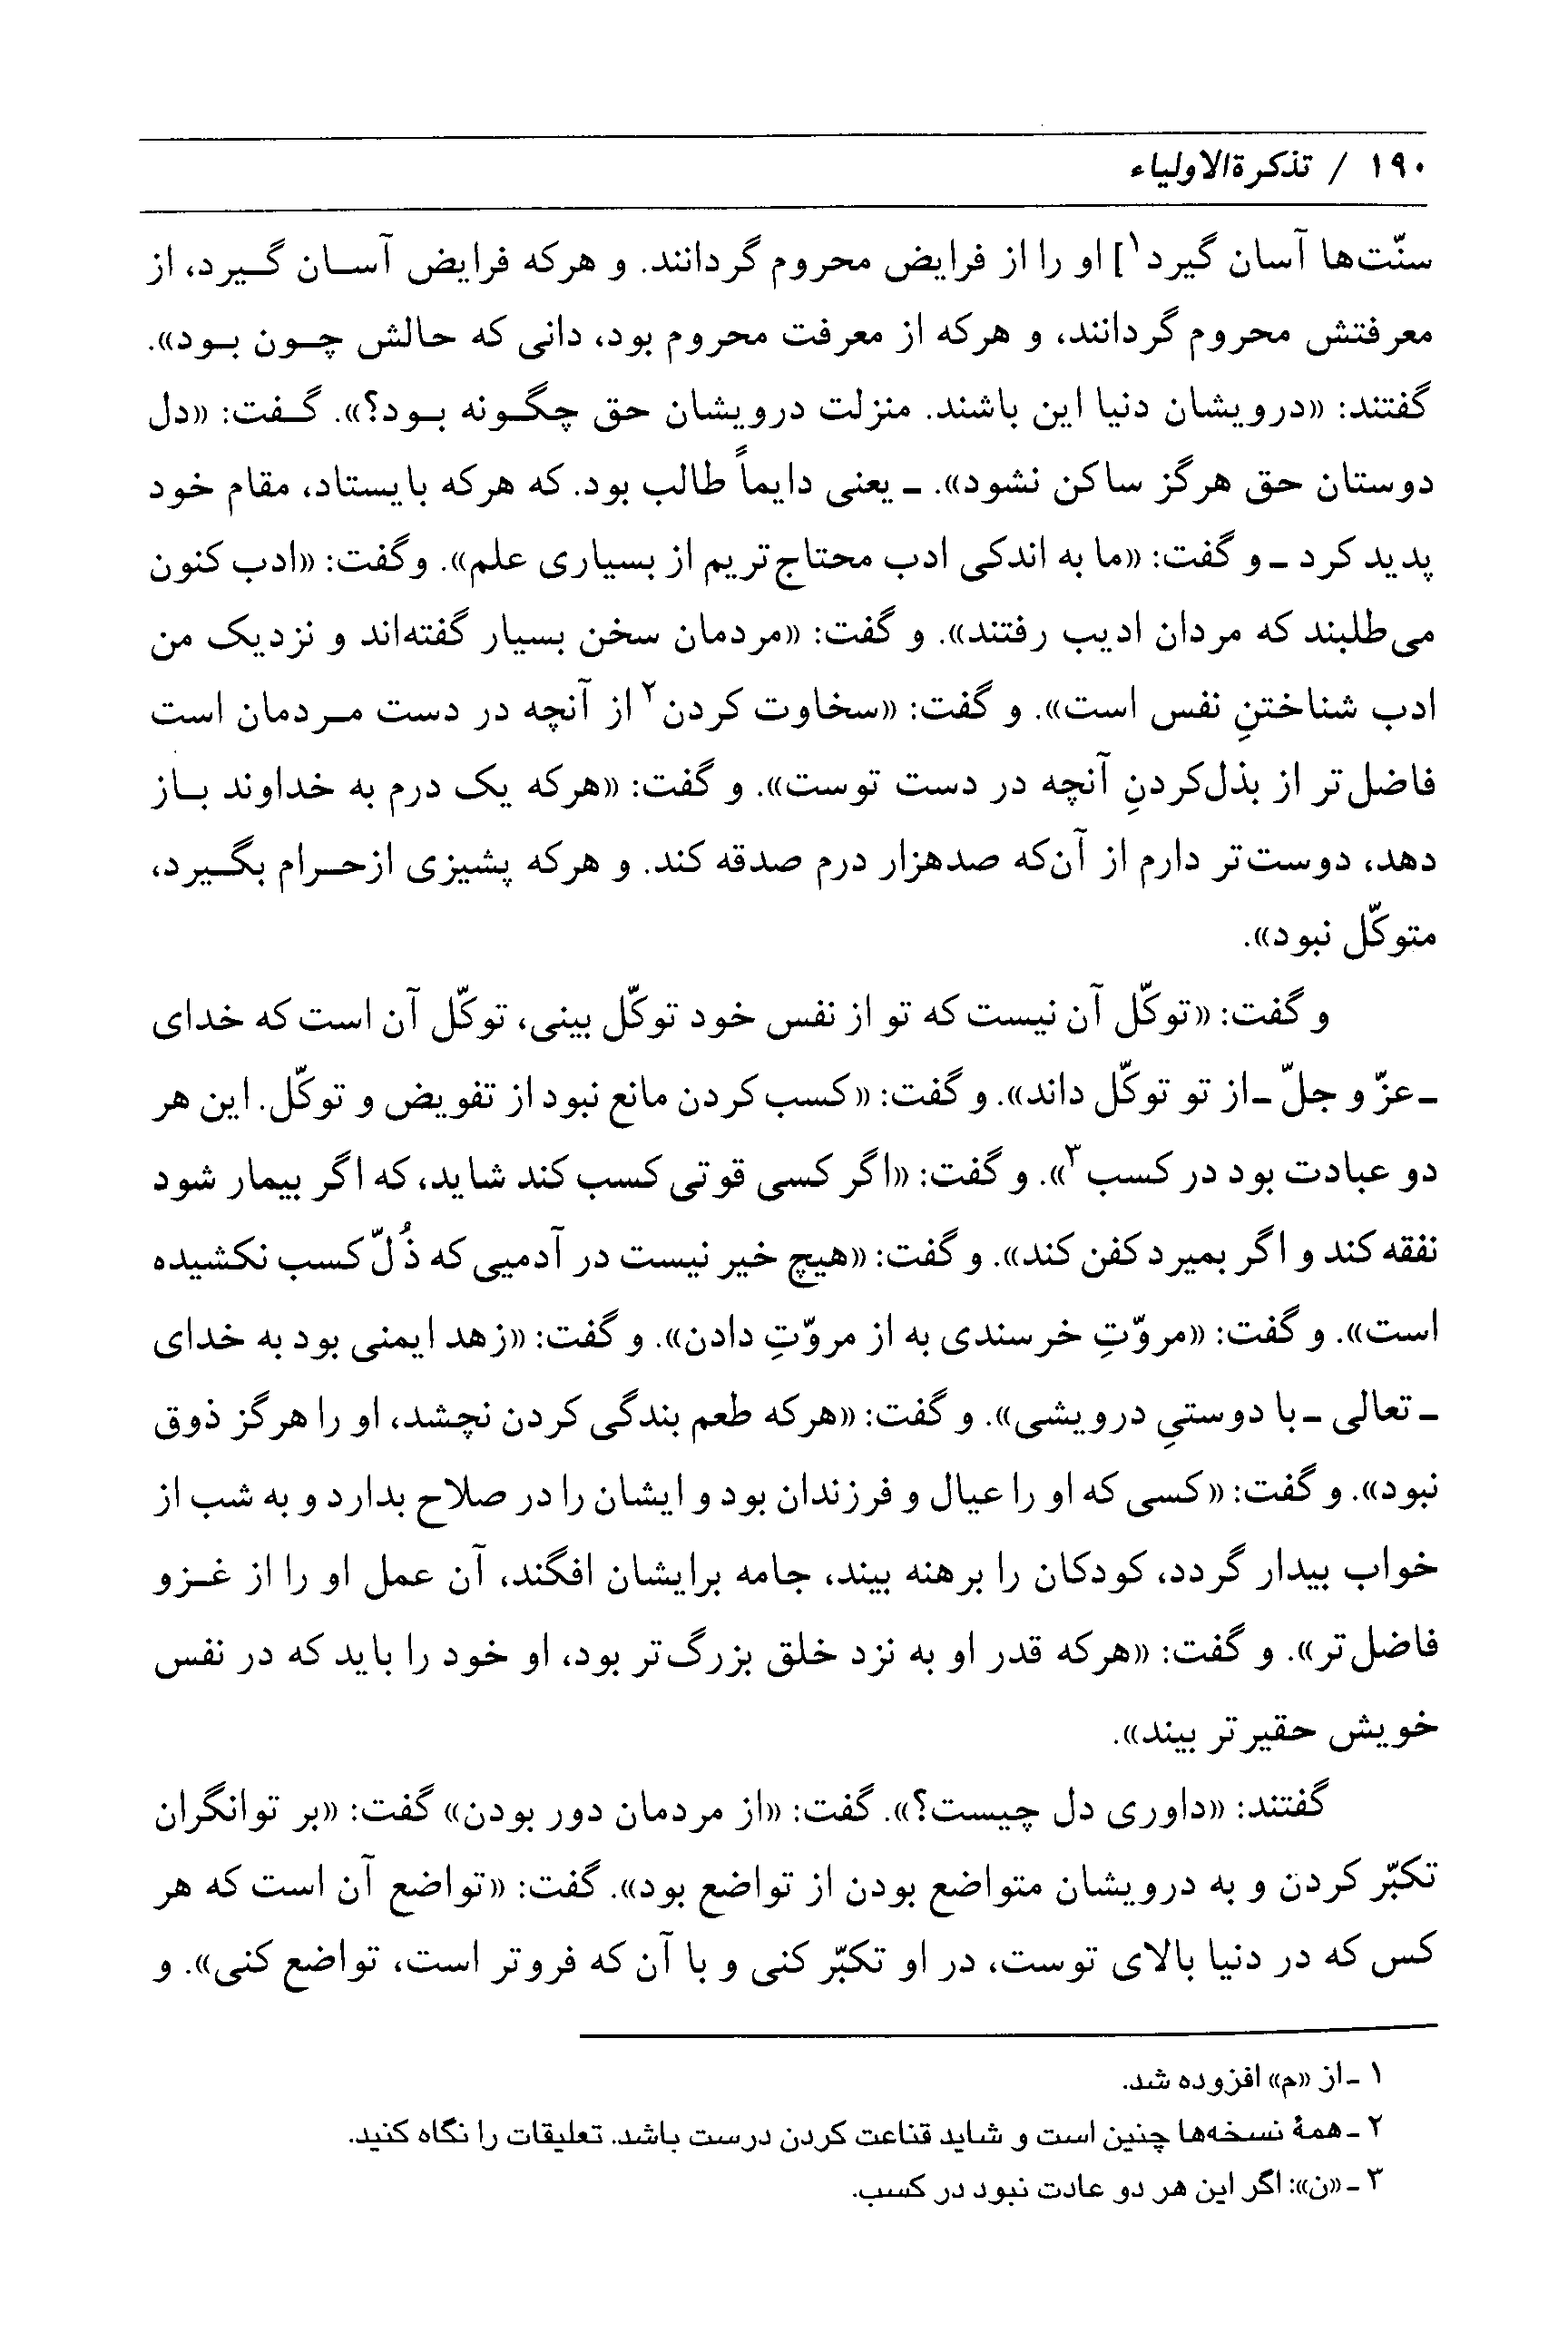 ۱۹۰ / تذکرةالاولیاء
سنّت‌ها آسان گیرد۱] او را از فرایض محروم گردانند. و هرکه فرایض آسان گیرد، از
معرفتش محروم گردانند، و هرکه از معرفت محروم بود، دانی که حالش چون بود».
گفتند: «درویشان دنیا این باشند. منزلت درویشان حق چگونه بود؟». گفت: «دل
دوستان حق هرگز ساکن نشود». ـ یعنی دایماً طالب بود. که هرکه بایستاد، مقام خود
پدید کرد ـ و گفت: «ما به اندکی ادب محتاج‌تریم از بسیاری علم». وگفت: «ادب کنون
می‌طلبند که مردان ادیب رفتند». و گفت: «مردمان سخن بسیار گفته‌اند و نزدیک من
ادب شناختنِ نفس است». و گفت: «سخاوت کردن۲ از آنچه در دست مردمان است
فاضل‌تر از بذل‌کردنِ آنچه در دست توست». و گفت: «هرکه یک درم به خداوند باز
دهد، دوست‌تر دارم از آن‌که صدهزار درم صدقه کند. و هرکه پشیزی ازحرام بگیرد،
متوکّل نبود».
و گفت: «توکّل آن نیست که تو از نفس خود توکّل بینی، توکّل آن است که خدای
ـ عزّ و جلّ ـ از تو توکّل داند». و گفت: «کسب کردن مانع نبود از تفویض و توکّل. این هر
دو عبادت بود در کسب۳». و گفت: «اگر کسی قوتی کسب کند شاید، که اگر بیمار شود
نفقه کند و اگر بمیرد کفن کند». و گفت: «هیچ خیر نیست در آدمیی که ذُلّ کسب نکشیده
است». و گفت: «مروّتِ خرسندی به از مروّتِ دادن». و گفت: «زهد ایمنی بود به خدای
ـ تعالی ـ با دوستیِ درویشی». و گفت: «هرکه طعم بندگی کردن نچشد، او را هرگز ذوق
نبود». و گفت: «کسی که او را عیال و فرزندان بود و ایشان را در صلاح بدارد و به شب از
خواب بیدار گردد، کودکان را برهنه بیند، جامه برایشان افگند، آن عمل او را از غزو
فاضل‌تر». و گفت: «هرکه قدر او به نزد خلق بزرگ‌تر بود، او خود را باید که در نفس
خویش حقیرتر بیند».
گفتند: «داوری دل چیست؟». گفت: «از مردمان دور بودن» گفت: «بر توانگران
تکبّر کردن و به درویشان متواضع بودن از تواضع بود». گفت: «تواضع آن است که هر
کس که در دنیا بالای توست، در او تکبّر کنی و با آن که فروتر است، تواضع کنی». و
۱ ـ از «م» افزوده شد.
۲ ـ همهٔ نسخه‌ها چنین است و شاید قناعت کردن درست باشد. تعلیقات را نگاه کنید.
۳ ـ «ن»: اگر این هر دو عادت نبود در کسب.